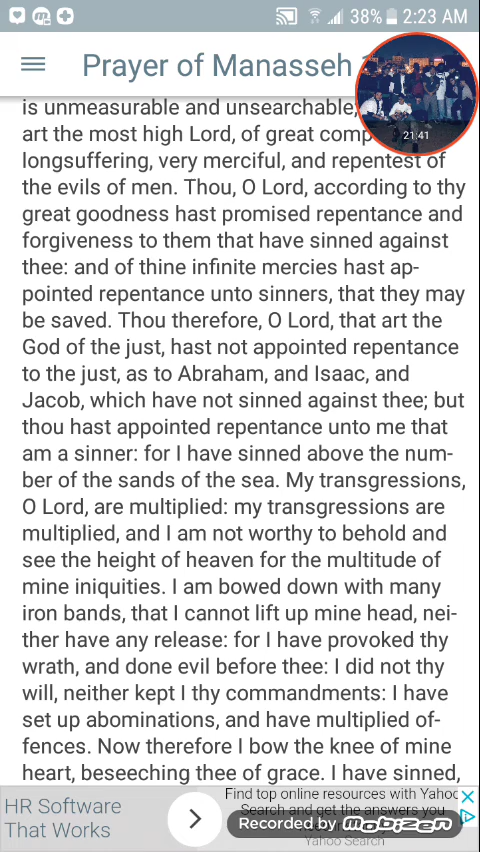 38% 2:23 AM
Prayer of Manasseh
21:41
is unmeasurable and unsearchable;
art the most high Lord, of great
longsuffering, very merciful, and repentest of
the evils of men. Thou, O Lord, according to thy
great goodness hast promised repentance and
forgiveness to them that have sinned against
thee: and of thine infinite mercies hast ap-
pointed repentance unto sinners, that they may
be saved. Thou therefore, O Lord, that art the
God of the just, hast not appointed repentance
to the just, as to Abraham, and Isaac, and
Jacob, which have not sinned against thee; but
thou hast appointed repentance unto me that
am a sinner: for I have sinned above the num-
ber of the sands of the sea. My transgressions,
O Lord, are multiplied: my transgressions are
multiplied, and I am not worthy to behold and
see the height of heaven for the multitude of
mine iniquities. I am bowed down with many
iron bands, that I cannot lift up mine head, nei-
ther have any release: for I have provoked thy
wrath, and done evil before thee: I did not thy
will, neither kept I thy commandments: I have
set up abominations, and have multiplied of-
fences. Now therefore I bow the knee of mine
heart, beseeching thee of grace. I have sinned,
HR Software
That Works
Find top online resources with Yahoo
Search and get the answers you
Yahoo Search
Recorded by MOBIZEN